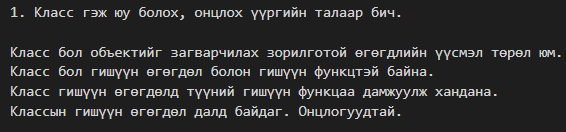 1. Класс гэж юу болох, онцлох үүргийн талаар бич.
Класс бол объектийг загварчилах зорилготой өгөгдлийн үүсмэл төрөл юм.
Класс бол гишүүн өгөгдөл болон гишүүн функцтэй байна.
Класс гишүүн өгөгдөлд түүний гишүүн функцаа дамжуулж хандана.
Классын гишүүн өгөгдөл далд байдаг. Онцлогуудтай.